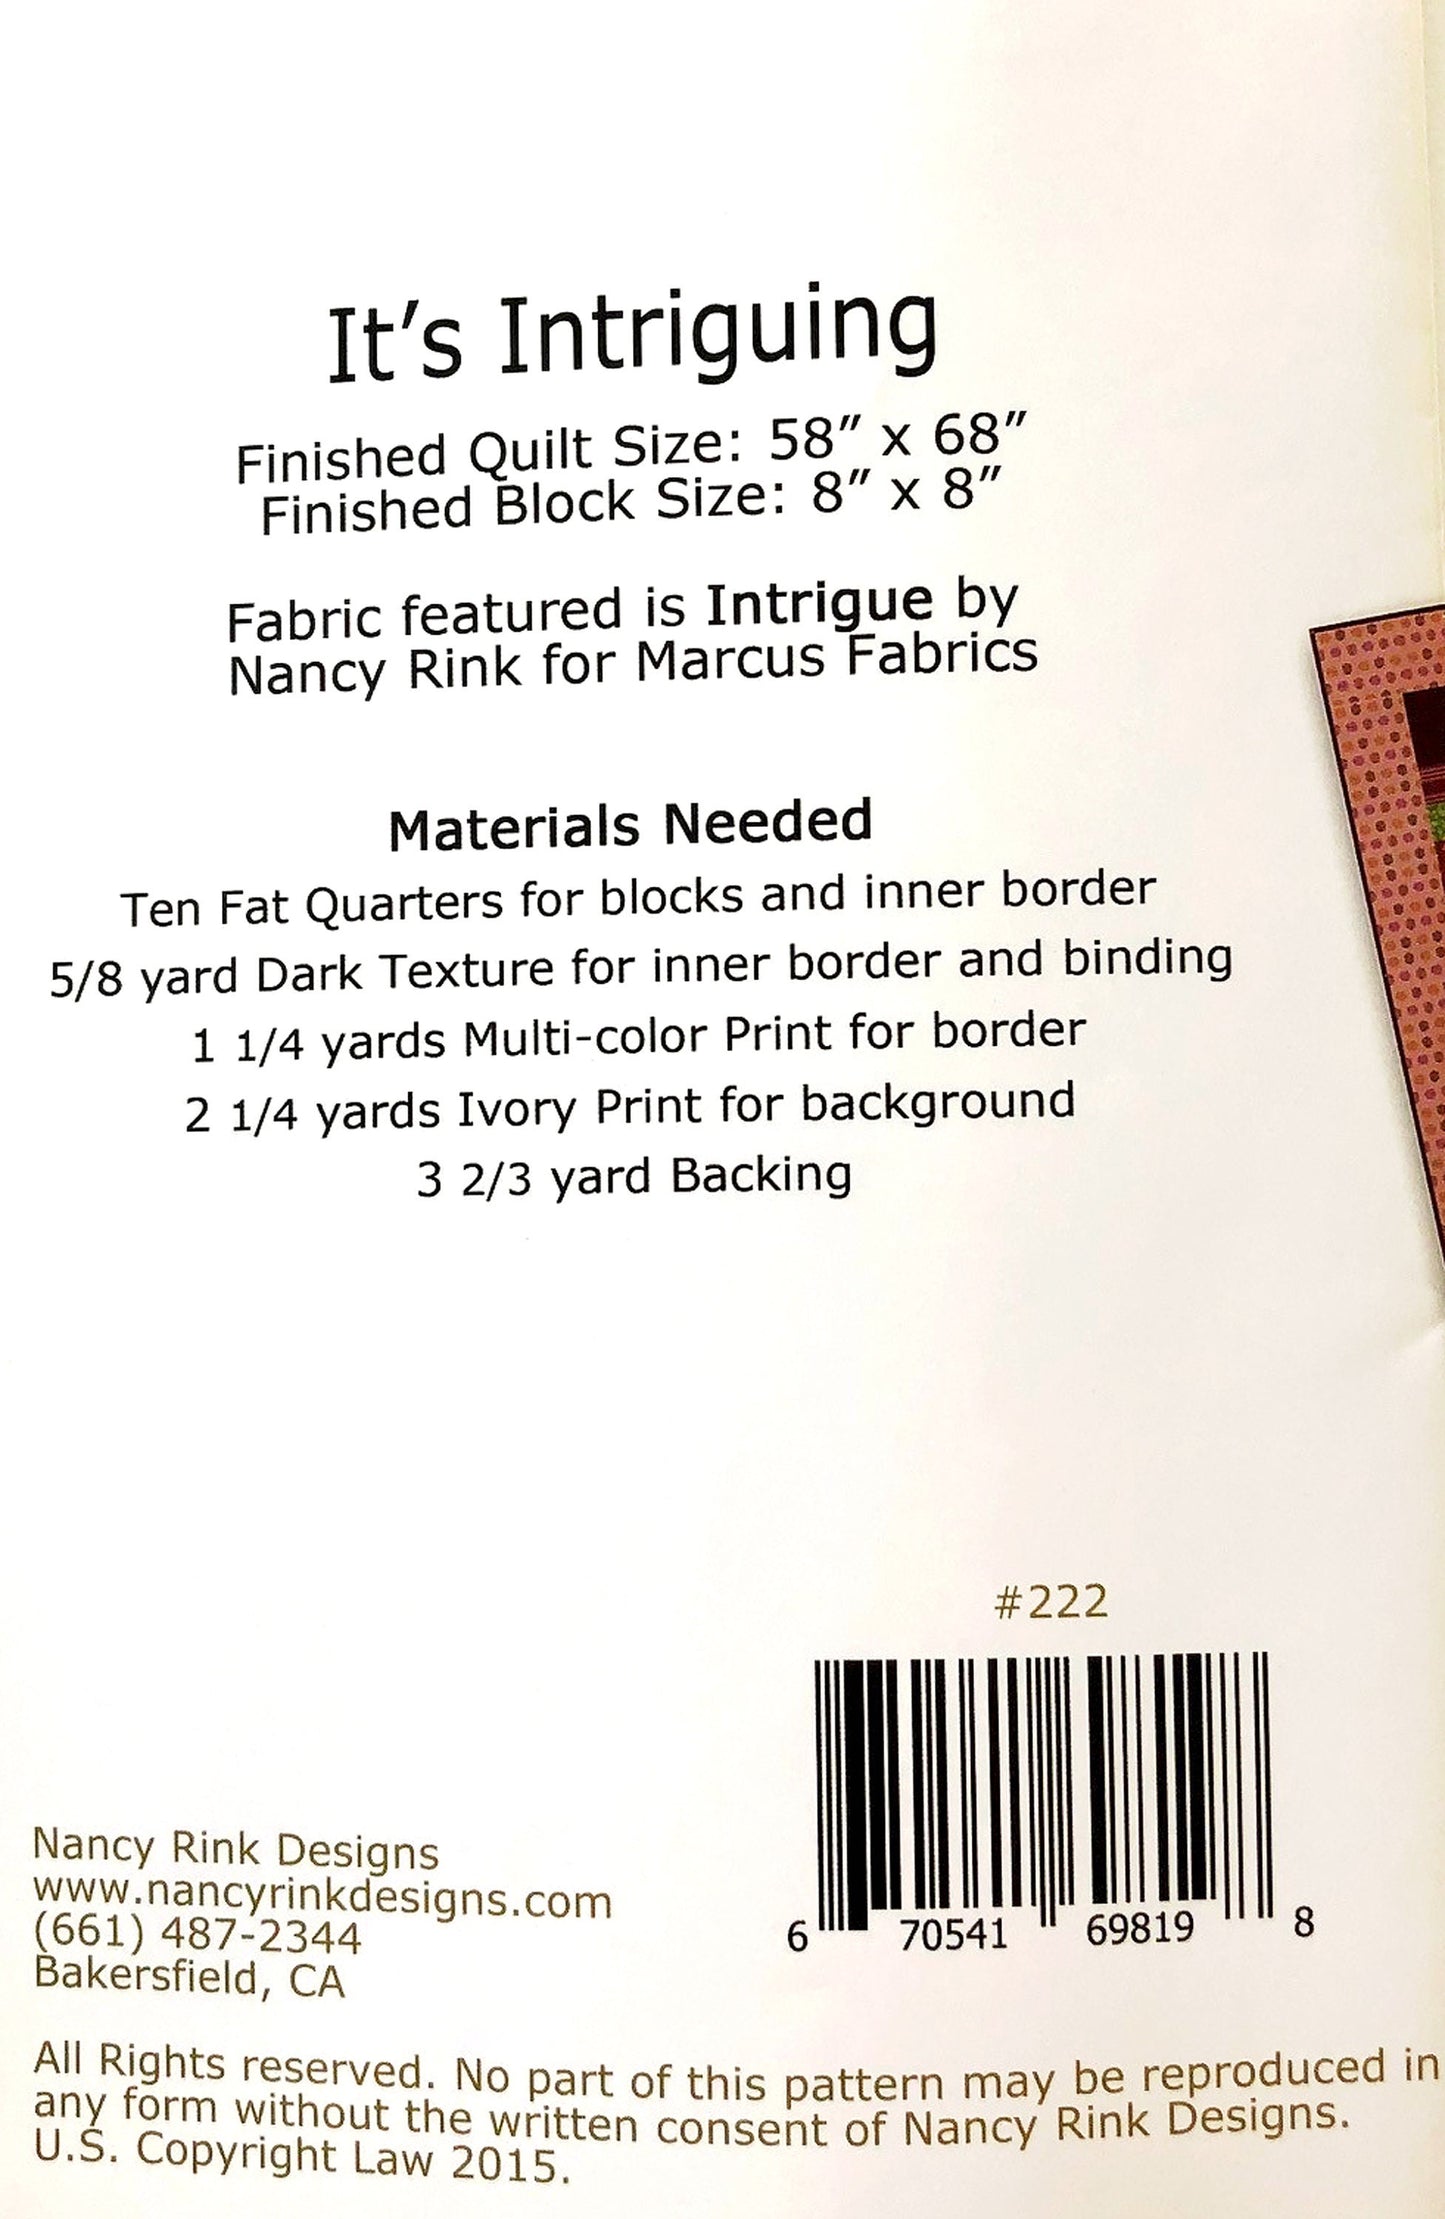 It's Intriguing
Finished Quilt Size: 58" x 68"
Finished Block Size: 8" x 8"
Fabric featured is Intrigue by
Nancy Rink for Marcus Fabrics
Materials Needed
Ten Fat Quarters for blocks and inner border
5/8 yard Dark Texture for inner border and binding
1 1/4 yards Multi-color Print for border
2 1/4 yards Ivory Print for background
3 2/3 yard Backing
#222
6 70541 69819 8
Nancy Rink Designs
www.nancyrinkdesigns.com
(661) 487-2344
Bakersfield, CA
All Rights reserved. No part of this pattern may be reproduced in
any form without the written consent of Nancy Rink Designs.
U.S. Copyright Law 2015.